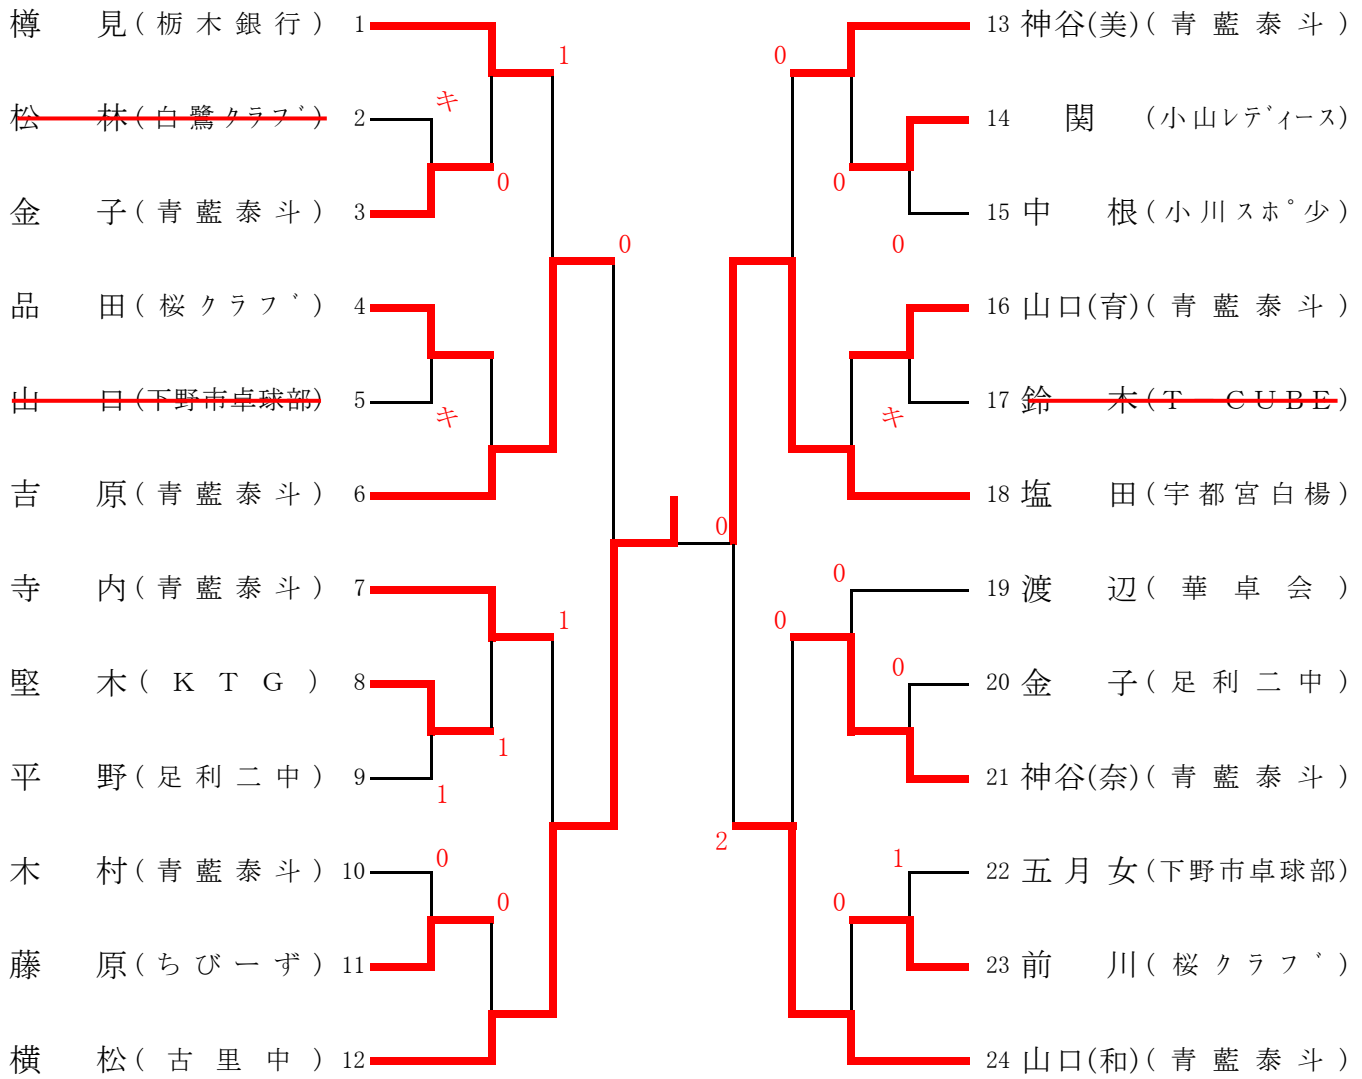 樽 見 ( 栃 木 銀 行 ) 1
松 林 ( 白 鷺 クラブ ) 2
金 子 ( 青 藍 泰 斗 ) 3
品 田 ( 桜 クラブ ) 4
山 口 (下野市卓球部) 5
吉 原 ( 青 藍 泰 斗 ) 6
寺 内 ( 青 藍 泰 斗 ) 7
堅 木 ( K T G ) 8
平 野 ( 足 利 二 中 ) 9
木 村 ( 青 藍 泰 斗 ) 10
藤 原 ( ち び ー ず ) 11
横 松 ( 古 里 中 ) 12
1
キ
0
0
キ
1
1
1
0
0
0
0
0
0
キ
0
0
0
2
1
0
13 神谷(美) ( 青 藍 泰 斗 )
14 関 (小山レディース)
15 中 根 ( 小 川 スポ少 )
16 山口(育) ( 青 藍 泰 斗 )
17 鈴 木 ( T CUBE )
18 塩 田 ( 宇 都 宮 白 楊 )
19 渡 辺 ( 華 卓 会 )
20 金 子 ( 足 利 二 中 )
21 神谷(奈) ( 青 藍 泰 斗 )
22 五 月 女 (下野市卓球部)
23 前 川 ( 桜 クラブ )
24 山口(和) ( 青 藍 泰 斗 )